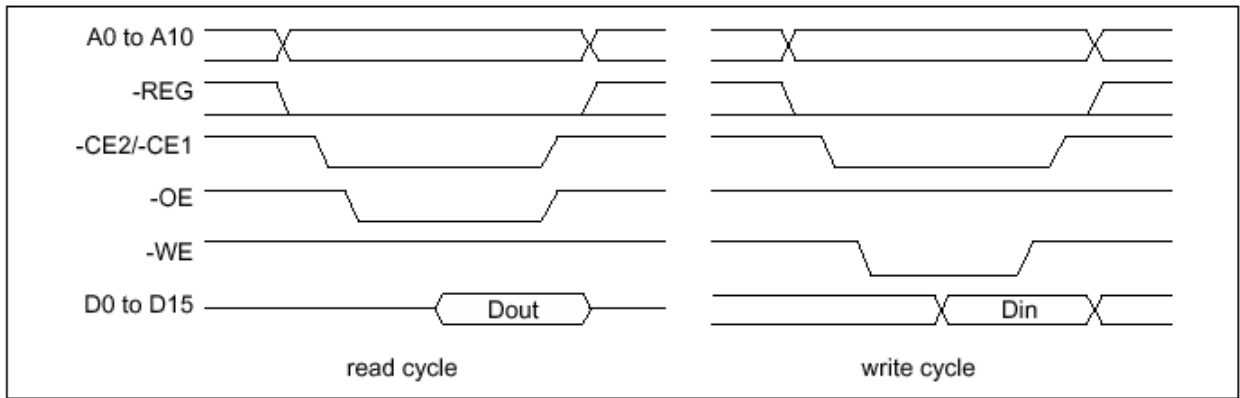 A0 to A10
-REG
-CE2/-CE1
-OE
-WE
D0 to D15 Dout Din
read cycle write cycle